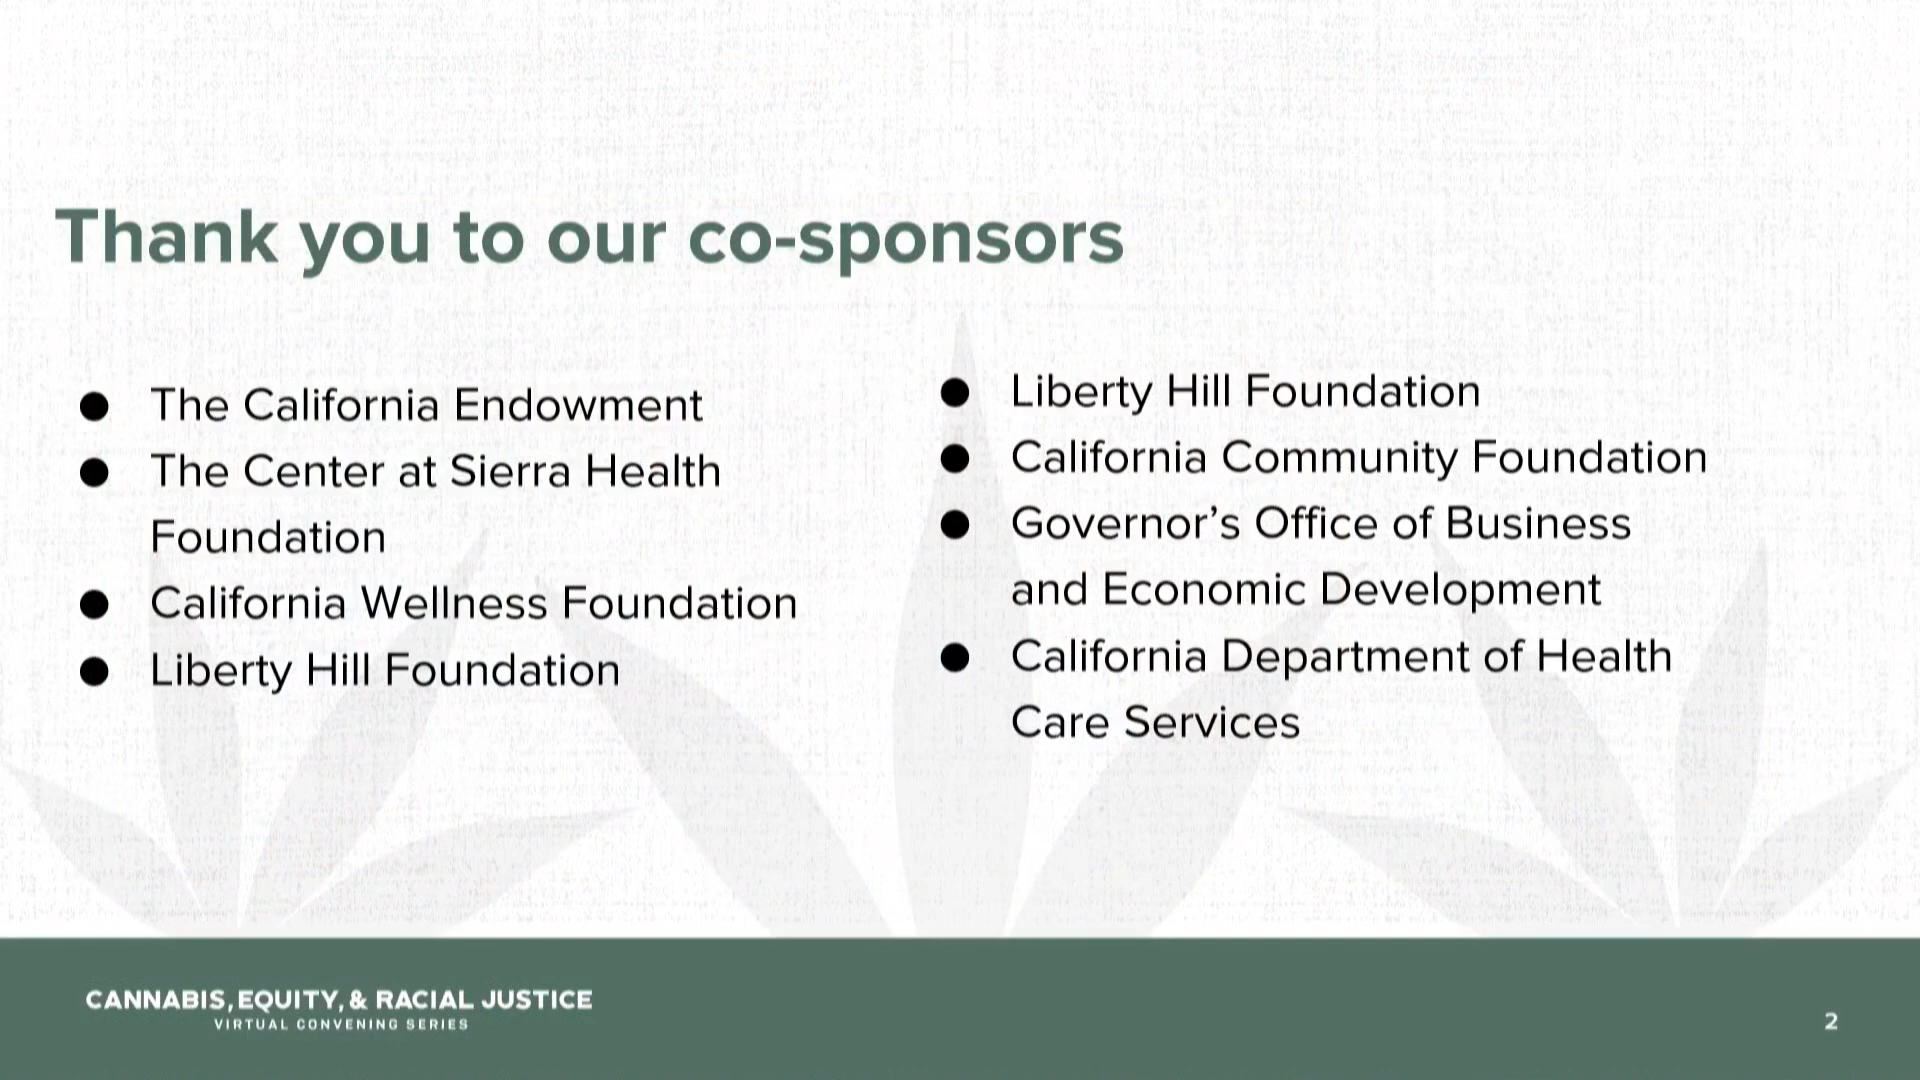 Thank you to our co-sponsors
● The California Endowment
● The Center at Sierra Health
Foundation
● California Wellness Foundation
● Liberty Hill Foundation
● Liberty Hill Foundation
● California Community Foundation
● Governor’s Office of Business
and Economic Development
● California Department of Health
Care Services
CANNABIS, EQUITY, & RACIAL JUSTICE
VIRTUAL CONVENING SERIES
2